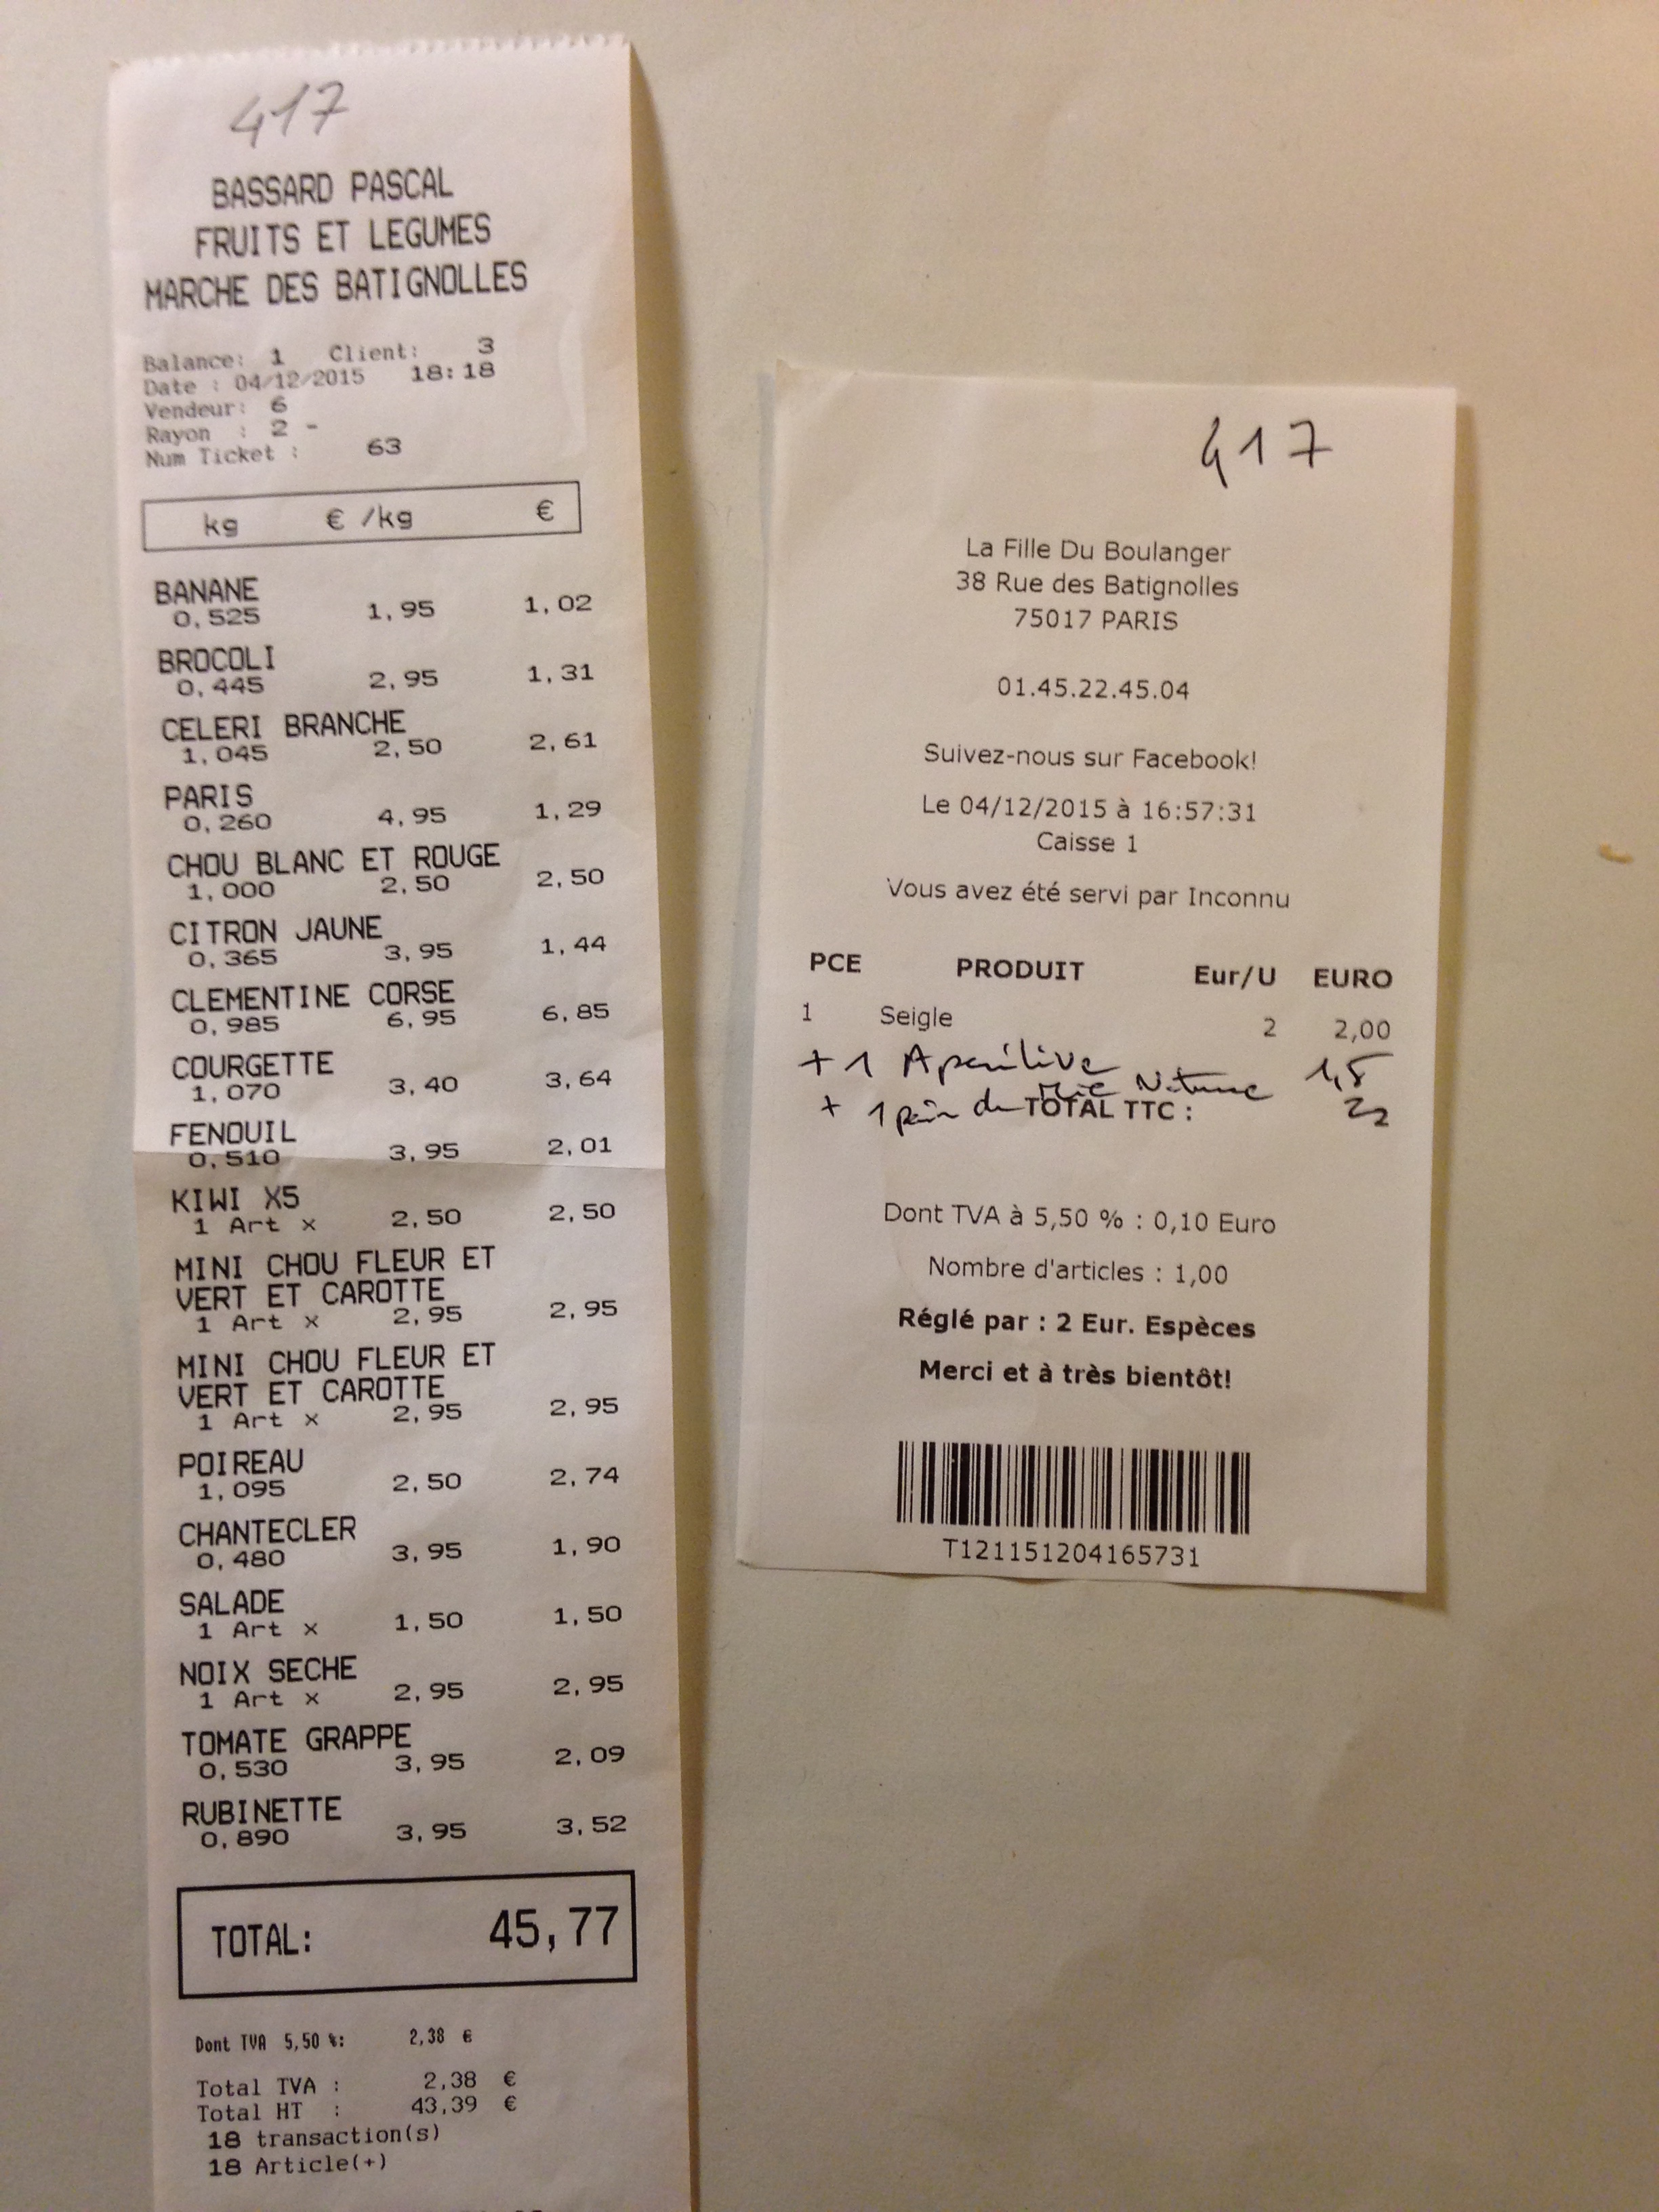 417
BASSARD PASCAL
FRUITS ET LEGUMES
MARCHE DES BATIGNOLLES
Balance: 1 Client: 3
Date : 04/12/2015 18:18
Vendeur: 6
Rayon : 2 -
Num Ticket : 63
kg € /kg €
BANANE
0,525 1,95 1,02
BROCOLI
0,445 2,95 1,31
CELERI BRANCHE
1,045 2,50 2,61
PARIS
0,260 4,95 1,29
CHOU BLANC ET ROUGE
1,000 2,50 2,50
CITRON JAUNE
0,365 3,95 1,44
CLEMENTINE CORSE
0,985 6,95 6,85
COURGETTE
1,070 3,40 3,64
FENOUIL
0,510 3,95 2,01
KIWI X5
1 Art x 2,50 2,50
MINI CHOU FLEUR ET
VERT ET CAROTTE
1 Art x 2,95 2,95
MINI CHOU FLEUR ET
VERT ET CAROTTE
1 Art x 2,95 2,95
POIREAU
1,095 2,50 2,74
CHANTECLER
0,480 3,95 1,90
SALADE
1 Art x 1,50 1,50
NOIX SECHE
1 Art x 2,95 2,95
TOMATE GRAPPE
0,530 3,95 2,09
RUBINETTE
0,890 3,95 3,52
TOTAL: 45,77
Dont TVA 5,50 %: 2,38 €
Total TVA : 2,38 €
Total HT : 43,39 €
18 transaction(s)
18 Article(+)
417
La Fille Du Boulanger
38 Rue des Batignolles
75017 PARIS
01.45.22.45.04
Suivez-nous sur Facebook!
Le 04/12/2015 à 16:57:31
Caisse 1
Vous avez été servi par Inconnu
PCE PRODUIT Eur/U EURO
1 Seigle 2 2,00
+ 1 1,5
+ 1 pain de Mie Nature
TOTAL TTC :
Dont TVA à 5,50 % : 0,10 Euro
Nombre d'articles : 1,00
Réglé par : 2 Eur. Espèces
Merci et à très bientôt!
T121151204165731